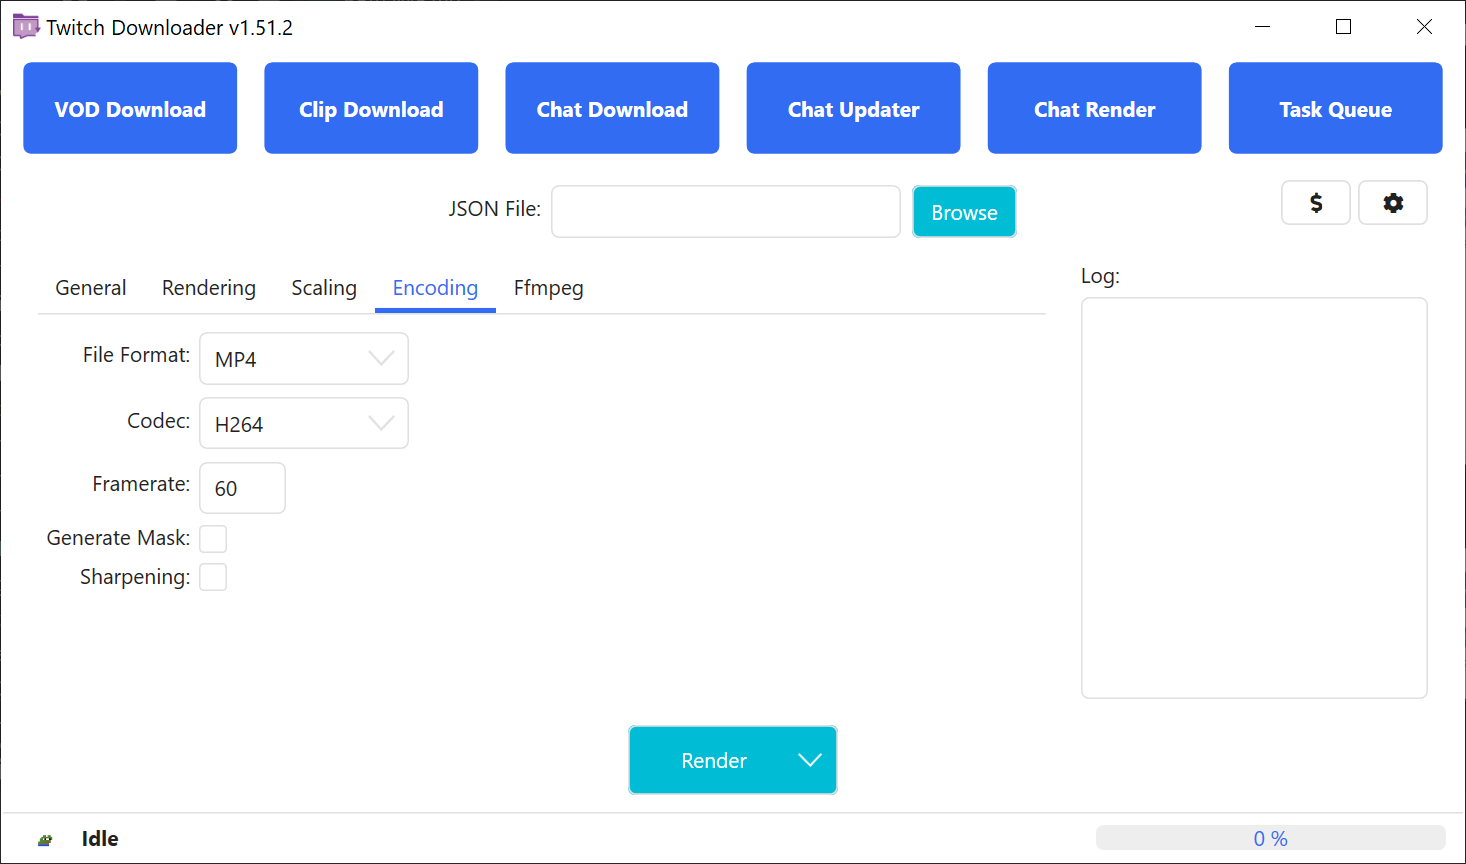 Twitch Downloader v1.51.2
VOD Download
Clip Download
Chat Download
Chat Updater
Chat Render
Task Queue
JSON File:
Browse
$
General
Rendering
Scaling
Encoding
Ffmpeg
Log:
File Format:
MP4
Codec:
H264
Framerate:
60
Generate Mask:
Sharpening:
Render
Idle
0 %